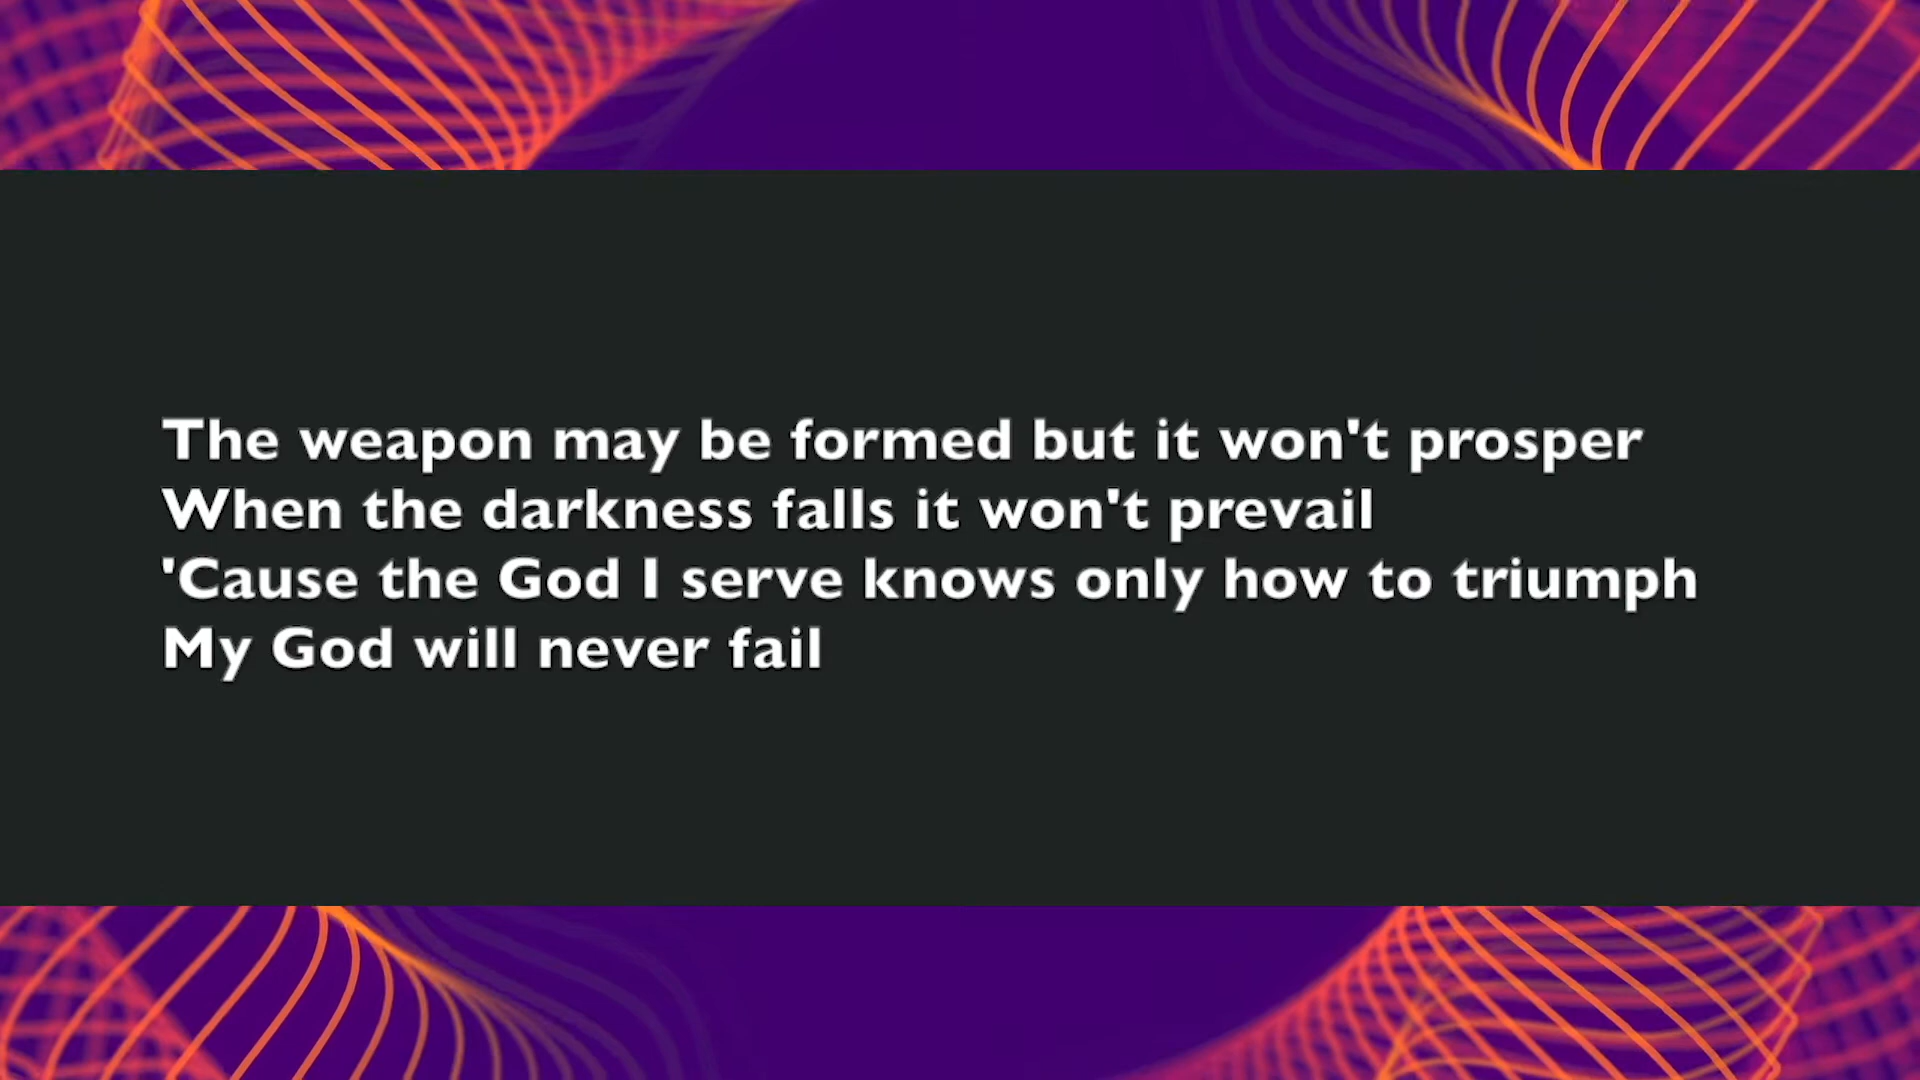 The weapon may be formed but it won't prosper
When the darkness falls it won't prevail
'Cause the God I serve knows only how to triumph
My God will never fail